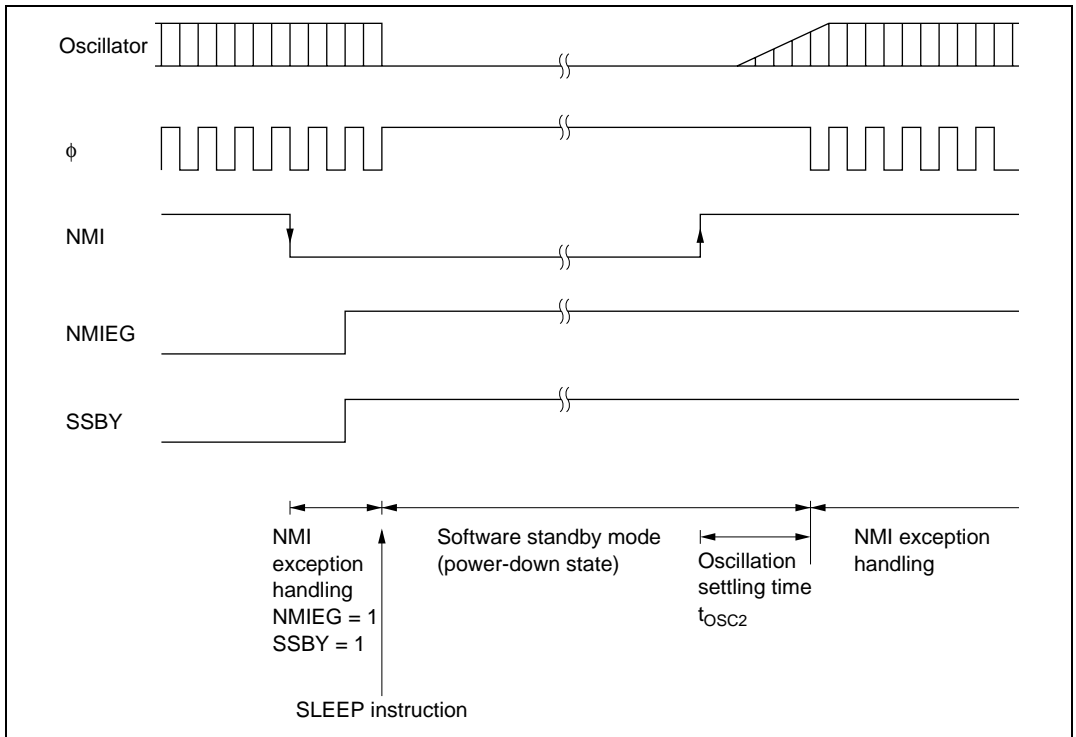 Oscillator
ϕ
NMI
NMIEG
SSBY
NMI
exception
handling
NMIEG = 1
SSBY = 1
Software standby mode
(power-down state)
Oscillation
settling time
tOSC2
NMI exception
handling
SLEEP instruction